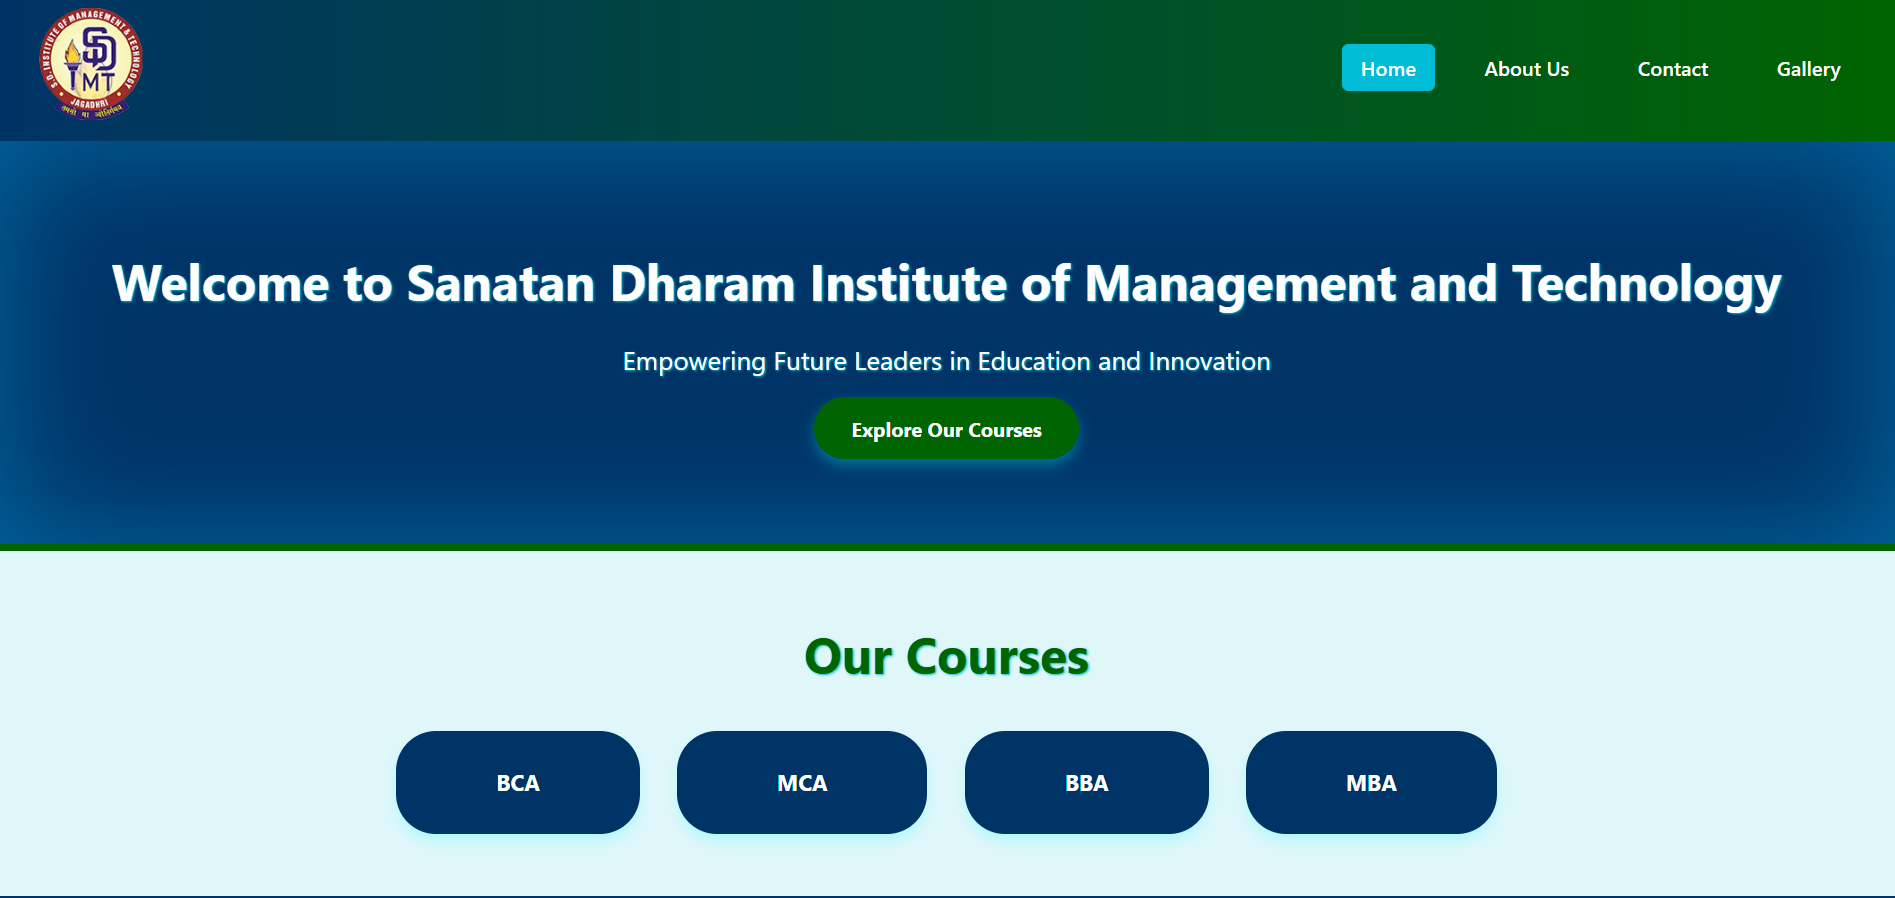 S.D. INSTITUTE OF MANAGEMENT & TECHNOLOGY
SD
IMT
JAGADHRI
Home
About Us
Contact
Gallery
Welcome to Sanatan Dharam Institute of Management and Technology
Empowering Future Leaders in Education and Innovation
Explore Our Courses
Our Courses
BCA
MCA
BBA
MBA